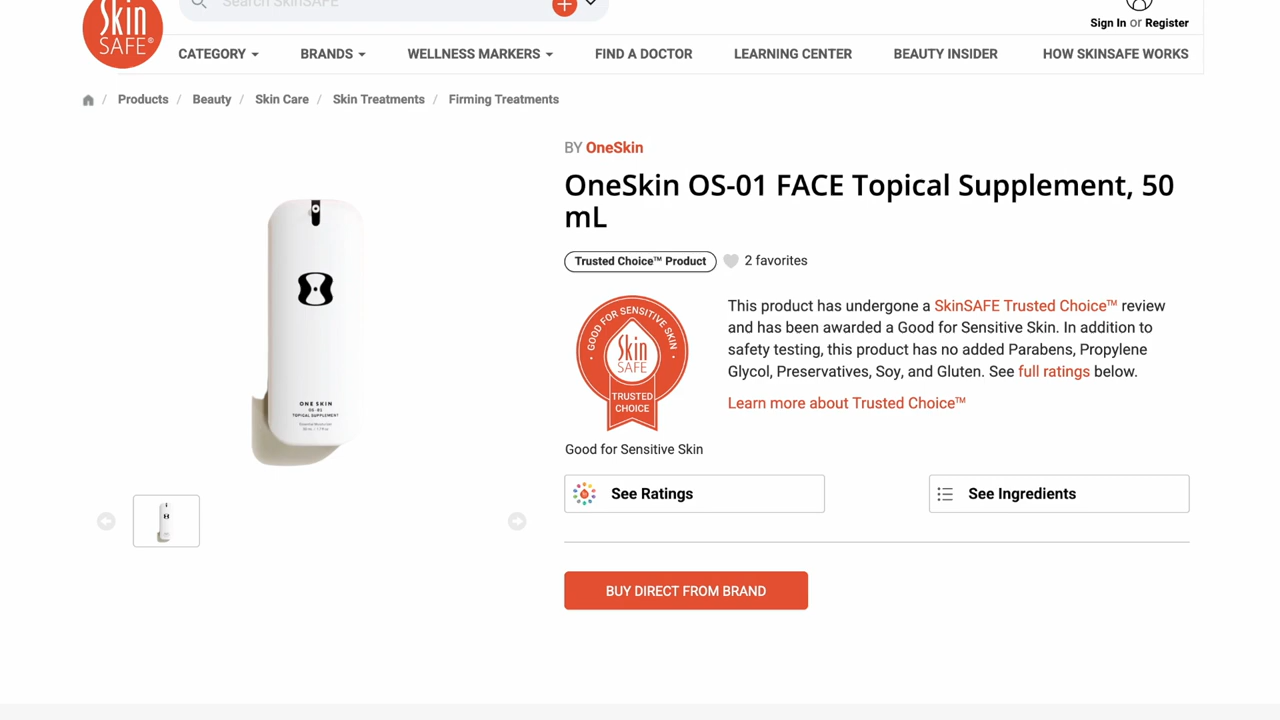 Skin
SAFE®
Search SkinSAFE
Sign In or Register
CATEGORY
BRANDS
WELLNESS MARKERS
FIND A DOCTOR
LEARNING CENTER
BEAUTY INSIDER
HOW SKINSAFE WORKS
/ Products / Beauty / Skin Care / Skin Treatments / Firming Treatments
BY OneSkin
OneSkin OS-01 FACE Topical Supplement, 50
mL
Trusted Choice™ Product
2 favorites
GOOD FOR SENSITIVE SKIN
Skin
SAFE
TRUSTED
CHOICE
This product has undergone a SkinSAFE Trusted Choice™ review
and has been awarded a Good for Sensitive Skin. In addition to
safety testing, this product has no added Parabens, Propylene
Glycol, Preservatives, Soy, and Gluten. See full ratings below.
Learn more about Trusted Choice™
Good for Sensitive Skin
See Ratings
See Ingredients
BUY DIRECT FROM BRAND
ONE SKIN
OS-01
TOPICAL SUPPLEMENT